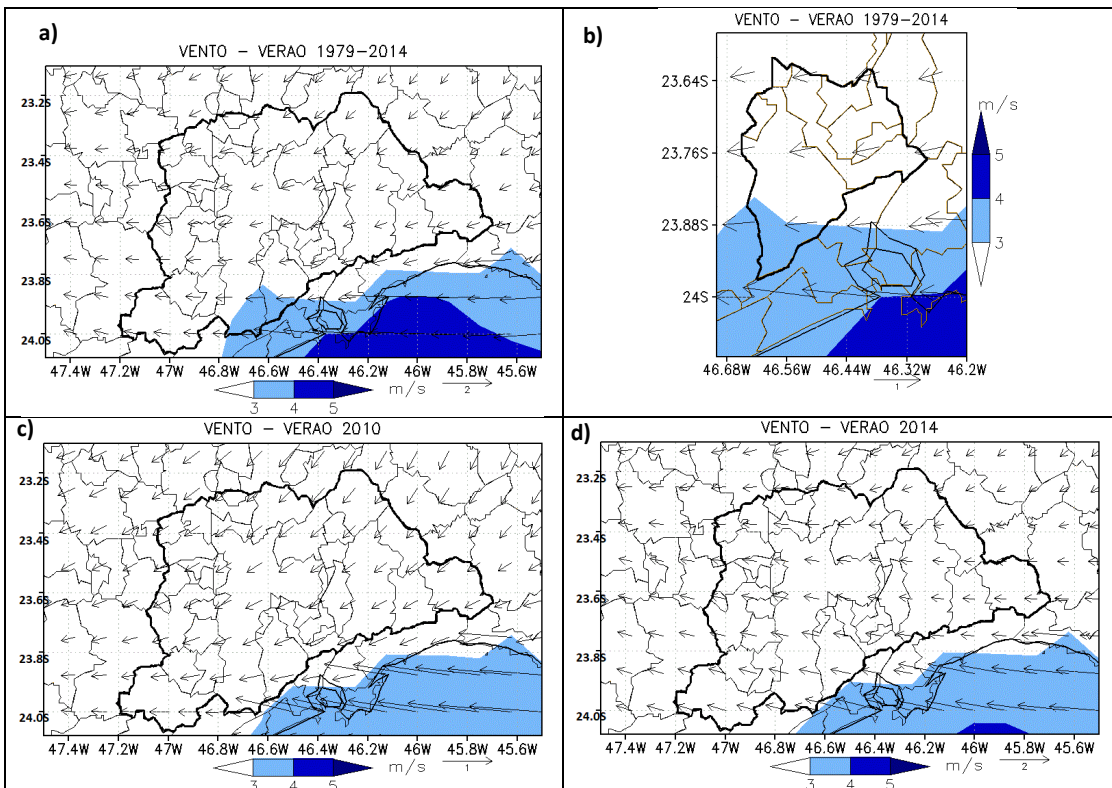 a)
VENTO – VERAO 1979–2014
23.2S
23.4S
23.6S
23.8S
24.0S
47.4W 47.2W 47W 46.8W 46.6W 46.4W 46.2W 46W 45.8W 45.6W
3 4 5 m/s 2
b)
VENTO – VERAO 1979–2014
23.64S
23.76S
23.88S
24S
46.68W 46.56W 46.44W 46.32W 46.2W
1
m/s
5
4
3
c)
VENTO – VERAO 2010
23.2S
23.4S
23.6S
23.8S
24.0S
47.4W 47.2W 47W 46.8W 46.6W 46.4W 46.2W 46W 45.8W 45.6W
3 4 5 m/s 1
d)
VENTO – VERAO 2014
23.2S
23.4S
23.6S
23.8S
24.0S
47.4W 47.2W 47W 46.8W 46.6W 46.4W 46.2W 46W 45.8W 45.6W
3 4 5 m/s 2